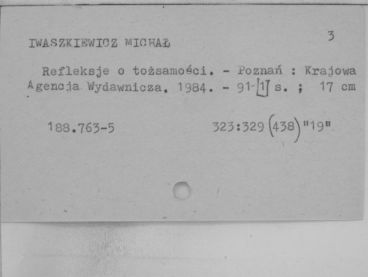 3
IWASZKIEWICZ MICHAŁ
Refleksje o tożsamości. - Poznań : Krajowa
Agencja Wydawnicza. 1984. - 91-[1] s. ; 17 cm
188.763-5 323:329(438)"19"